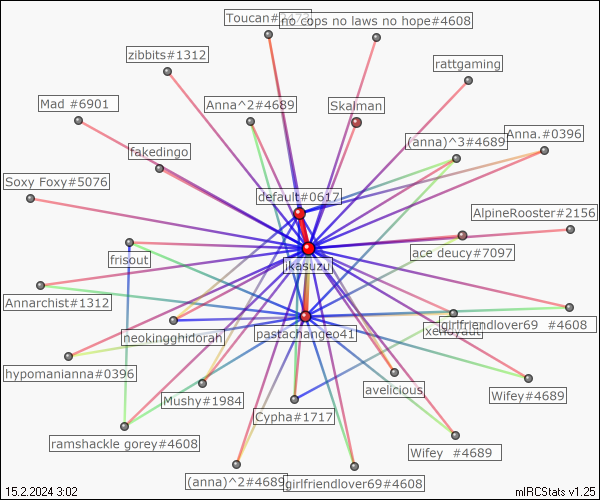 Toucan#
no cops no laws no hope#4608
zibbits#1312
rattgaming
Mad #6901
Anna^2#4689
Skalman
(anna)^3#4689
Anna.#0396
fakedingo
Soxy Foxy#5076
default#0617
AlpineRooster#2156
frisout
ikasuzu
ace deucy#7097
Annarchist#1312
neokingghidorah
pastachangeo41
girlfriendlover69 #4608
hypomanianna#0396
Mushy#1984
avelicious
Wifey#4689
Cypha#1717
ramshackle gorey#4608
Wifey #4689
(anna)^2#4689
girlfriendlover69#4608
15.2.2024 3:02
mIRCStats v1.25